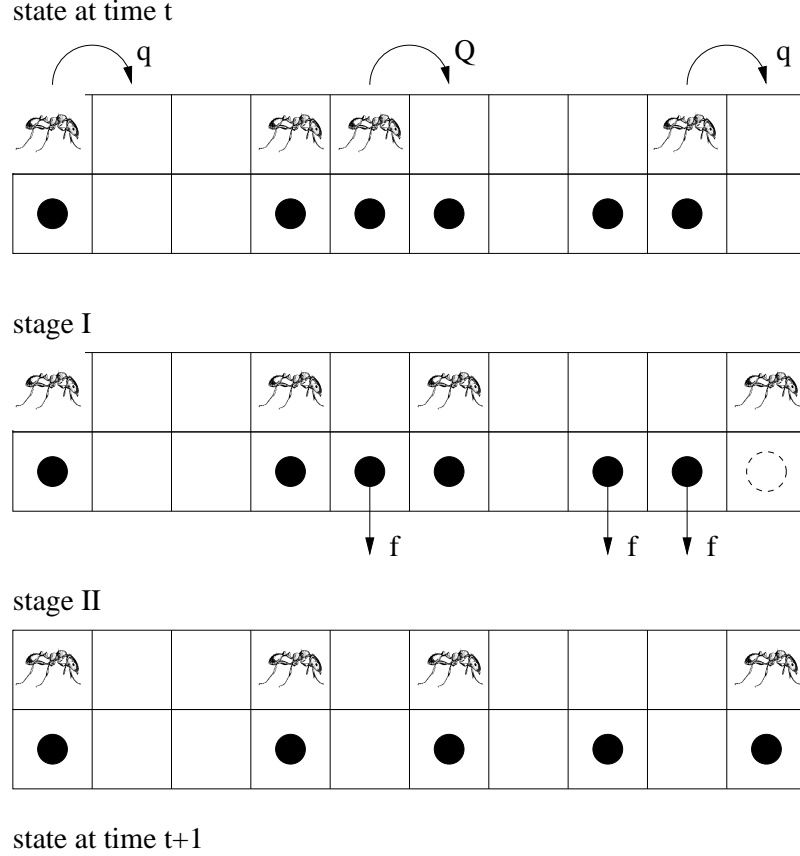 state at time t
q Q q
stage I
f f f
stage II
state at time t+1